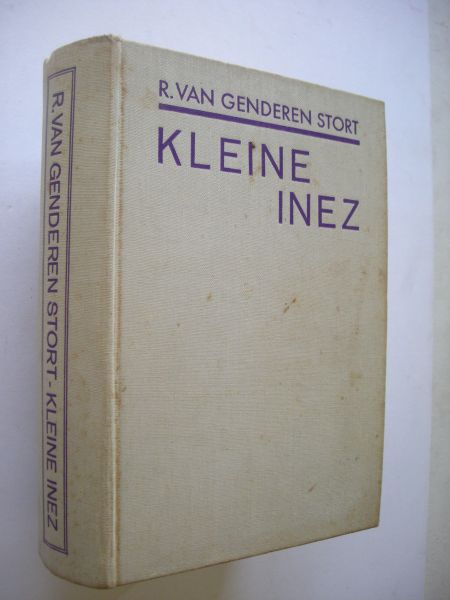 R. VAN GENDEREN STORT
KLEINE
INEZ
R. VAN GENDEREN STORT - KLEINE INEZ